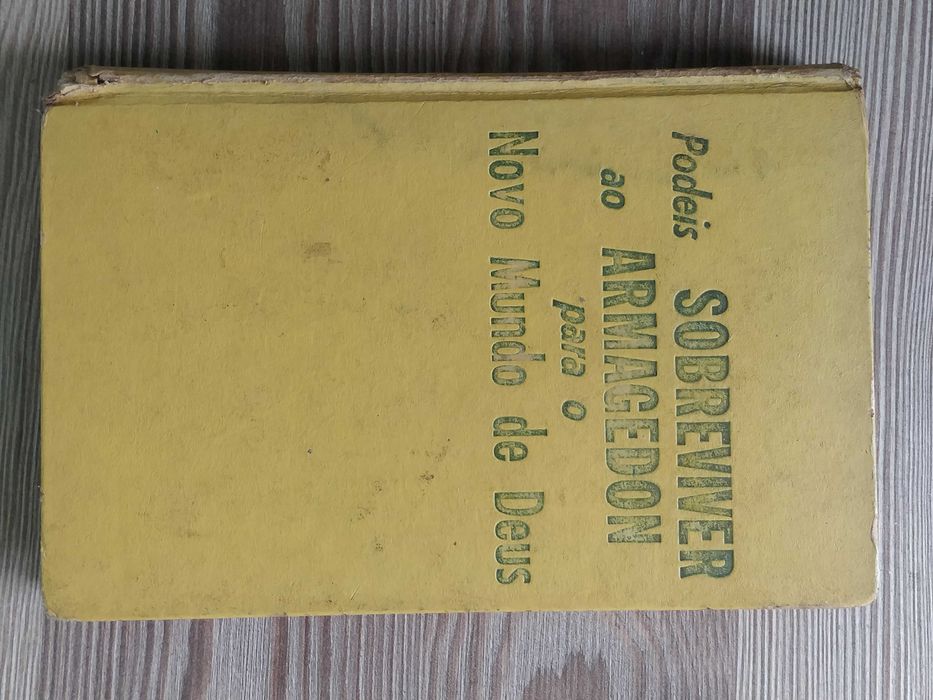 Podeis SOBREVIVER
ao ARMAGEDON
para o
Novo Mundo de Deus